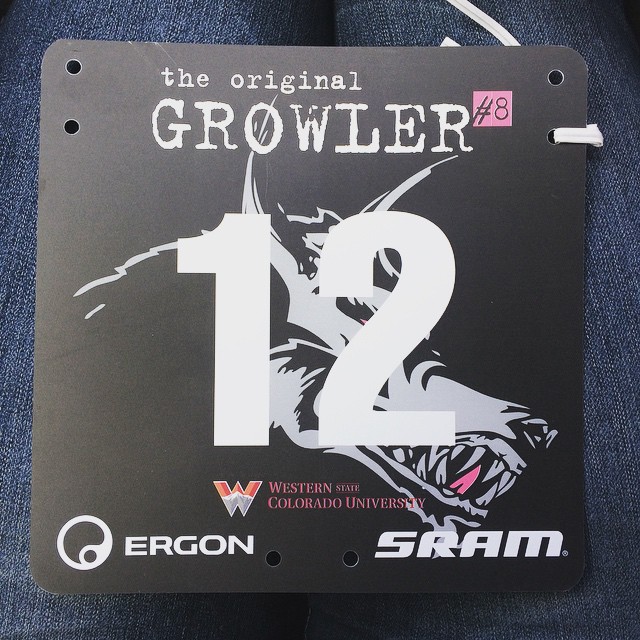 the original
GROWLER #8
12
WESTERN STATE
COLORADO UNIVERSITY
ERGON
SRAM®